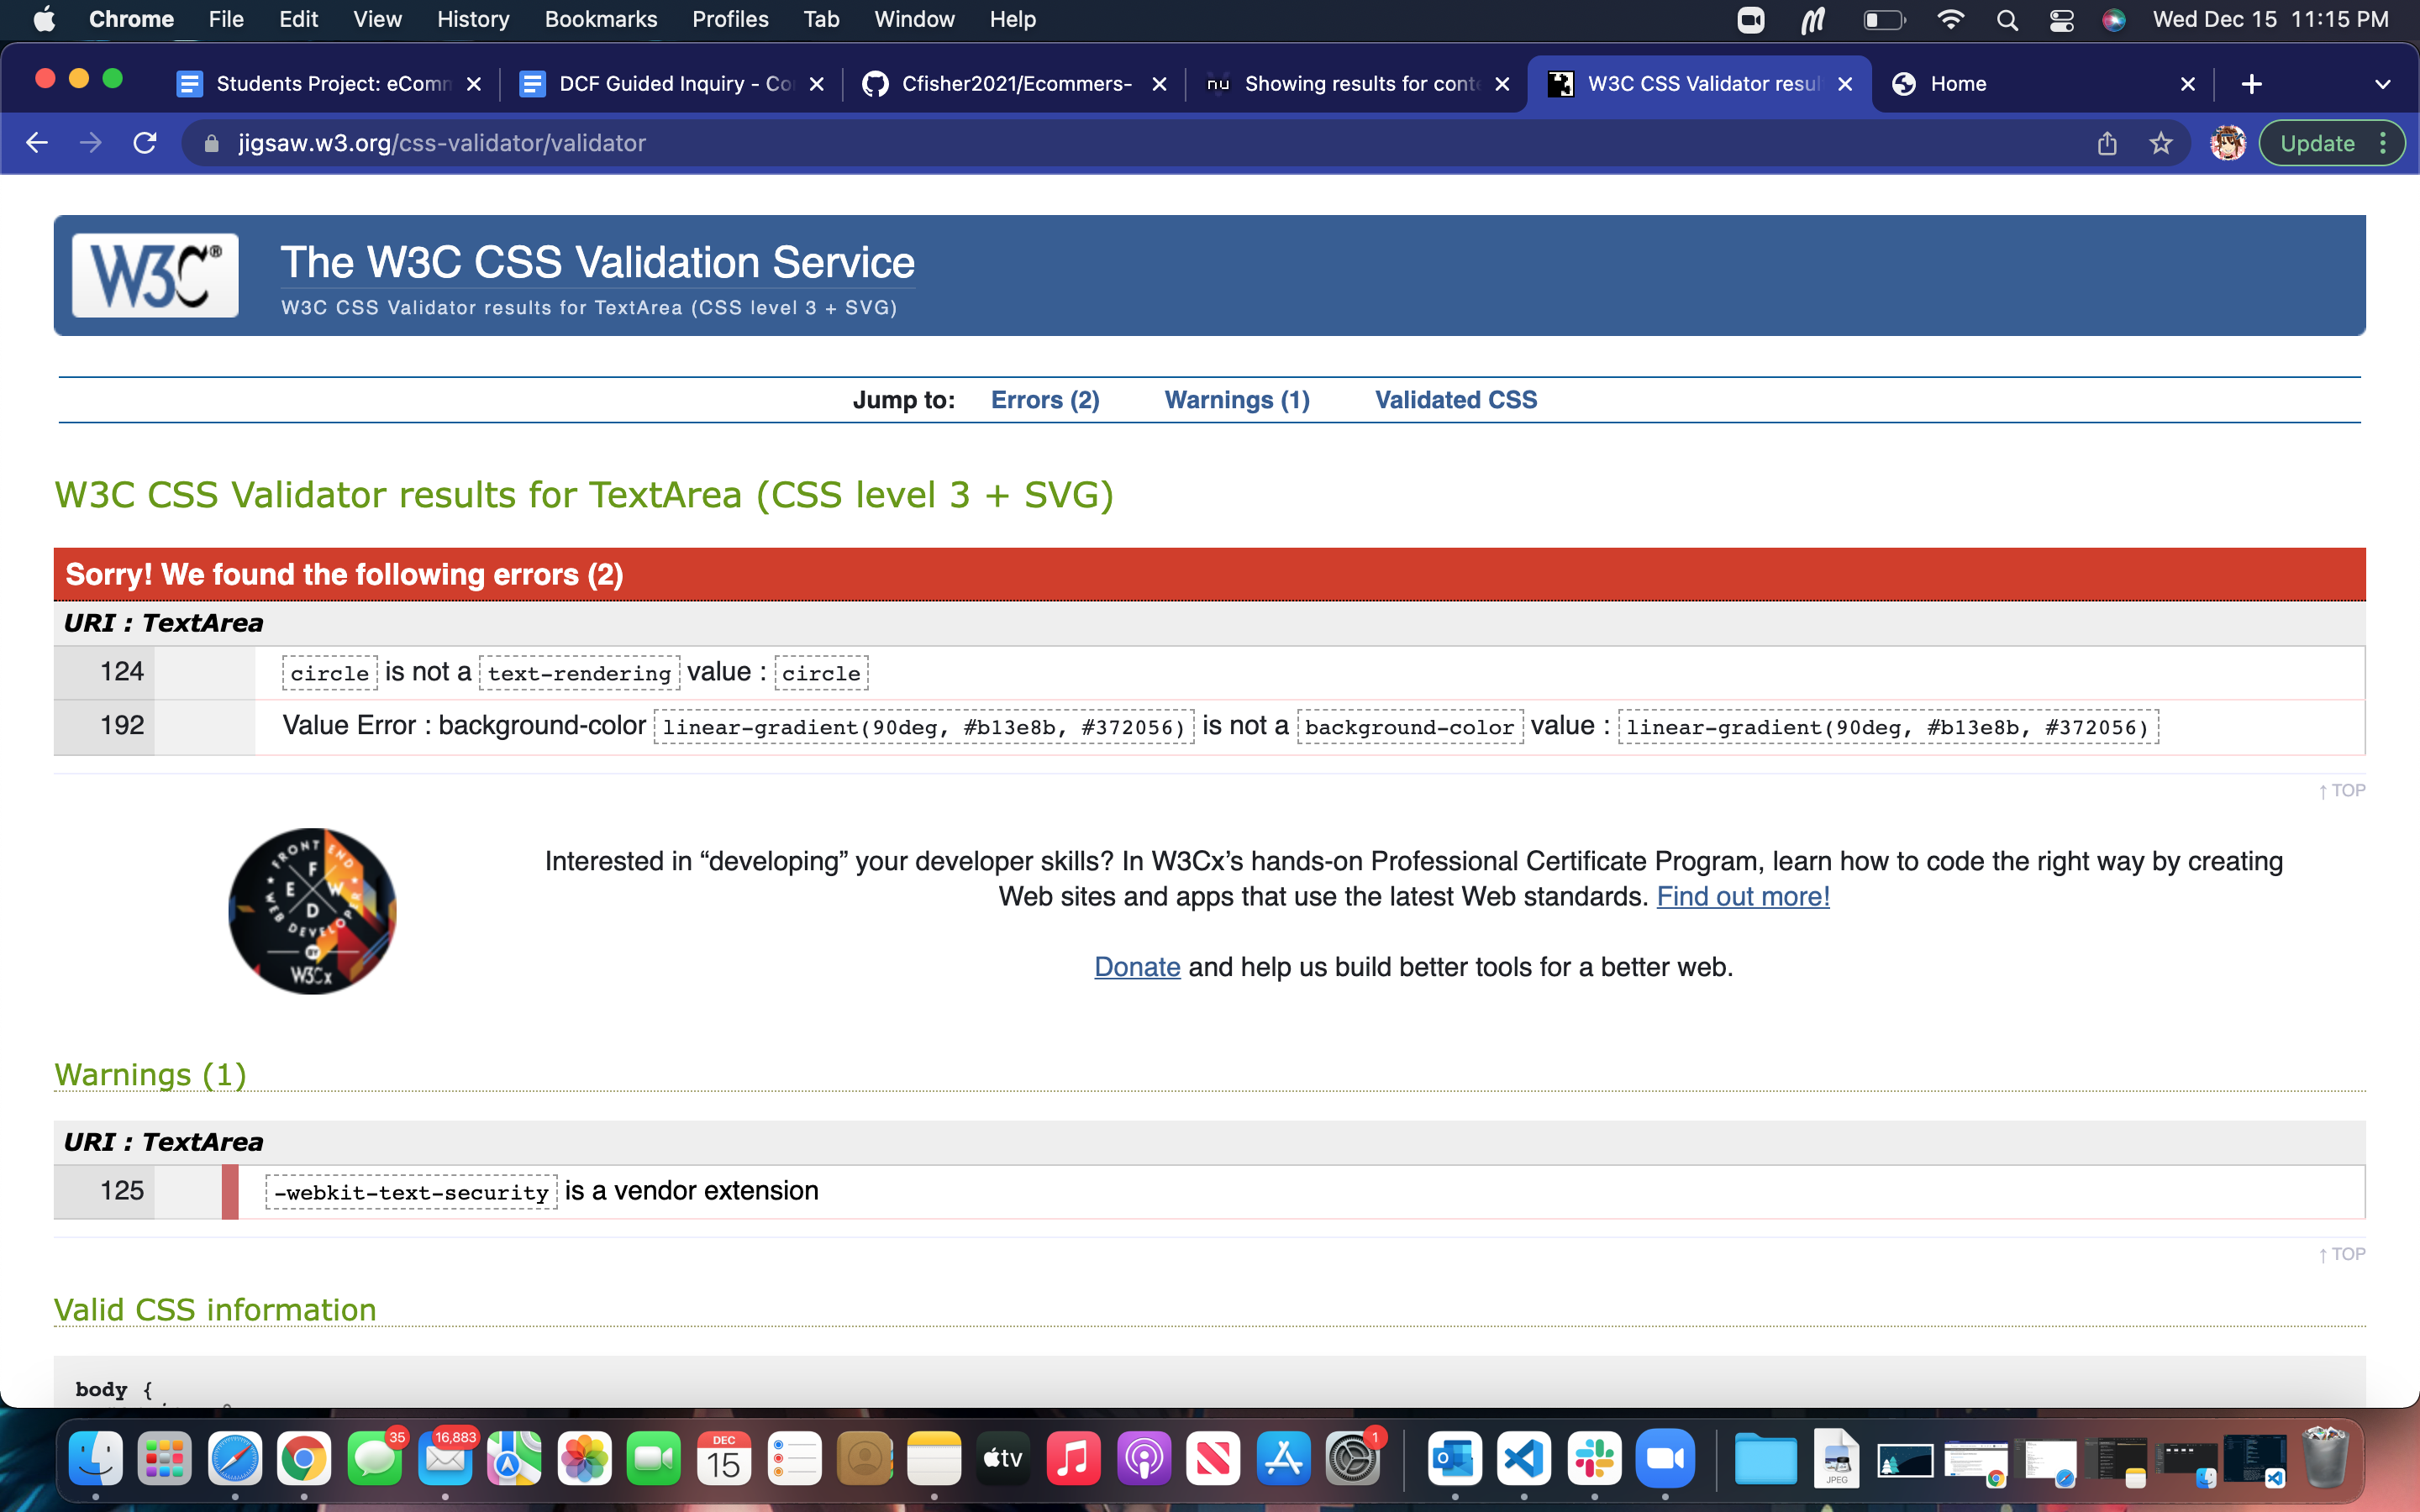 Chrome File Edit View History Bookmarks Profiles Tab Window Help Wed Dec 15 11:15 PM
Students Project: eComm DCF Guided Inquiry - Co Cfisher2021/Ecommers- nu Showing results for conte W3C CSS Validator resul Home
jigsaw.w3.org/css-validator/validator Update
W3C®
The W3C CSS Validation Service
W3C CSS Validator results for TextArea (CSS level 3 + SVG)
Jump to: Errors (2) Warnings (1) Validated CSS
W3C CSS Validator results for TextArea (CSS level 3 + SVG)
Sorry! We found the following errors (2)
URI : TextArea
124 circle is not a text-rendering value : circle
192 Value Error : background-color linear-gradient(90deg, #b13e8b, #372056) is not a background-color value : linear-gradient(90deg, #b13e8b, #372056)
↑ TOP
FRONT END
F E W D
WEB DEVELOPER
BY
W3Cx
Interested in “developing” your developer skills? In W3Cx’s hands-on Professional Certificate Program, learn how to code the right way by creating
Web sites and apps that use the latest Web standards. Find out more!
Donate and help us build better tools for a better web.
Warnings (1)
URI : TextArea
125 -webkit-text-security is a vendor extension
↑ TOP
Valid CSS information
body {
35 16,883 DEC 15 tv 1 JPEG